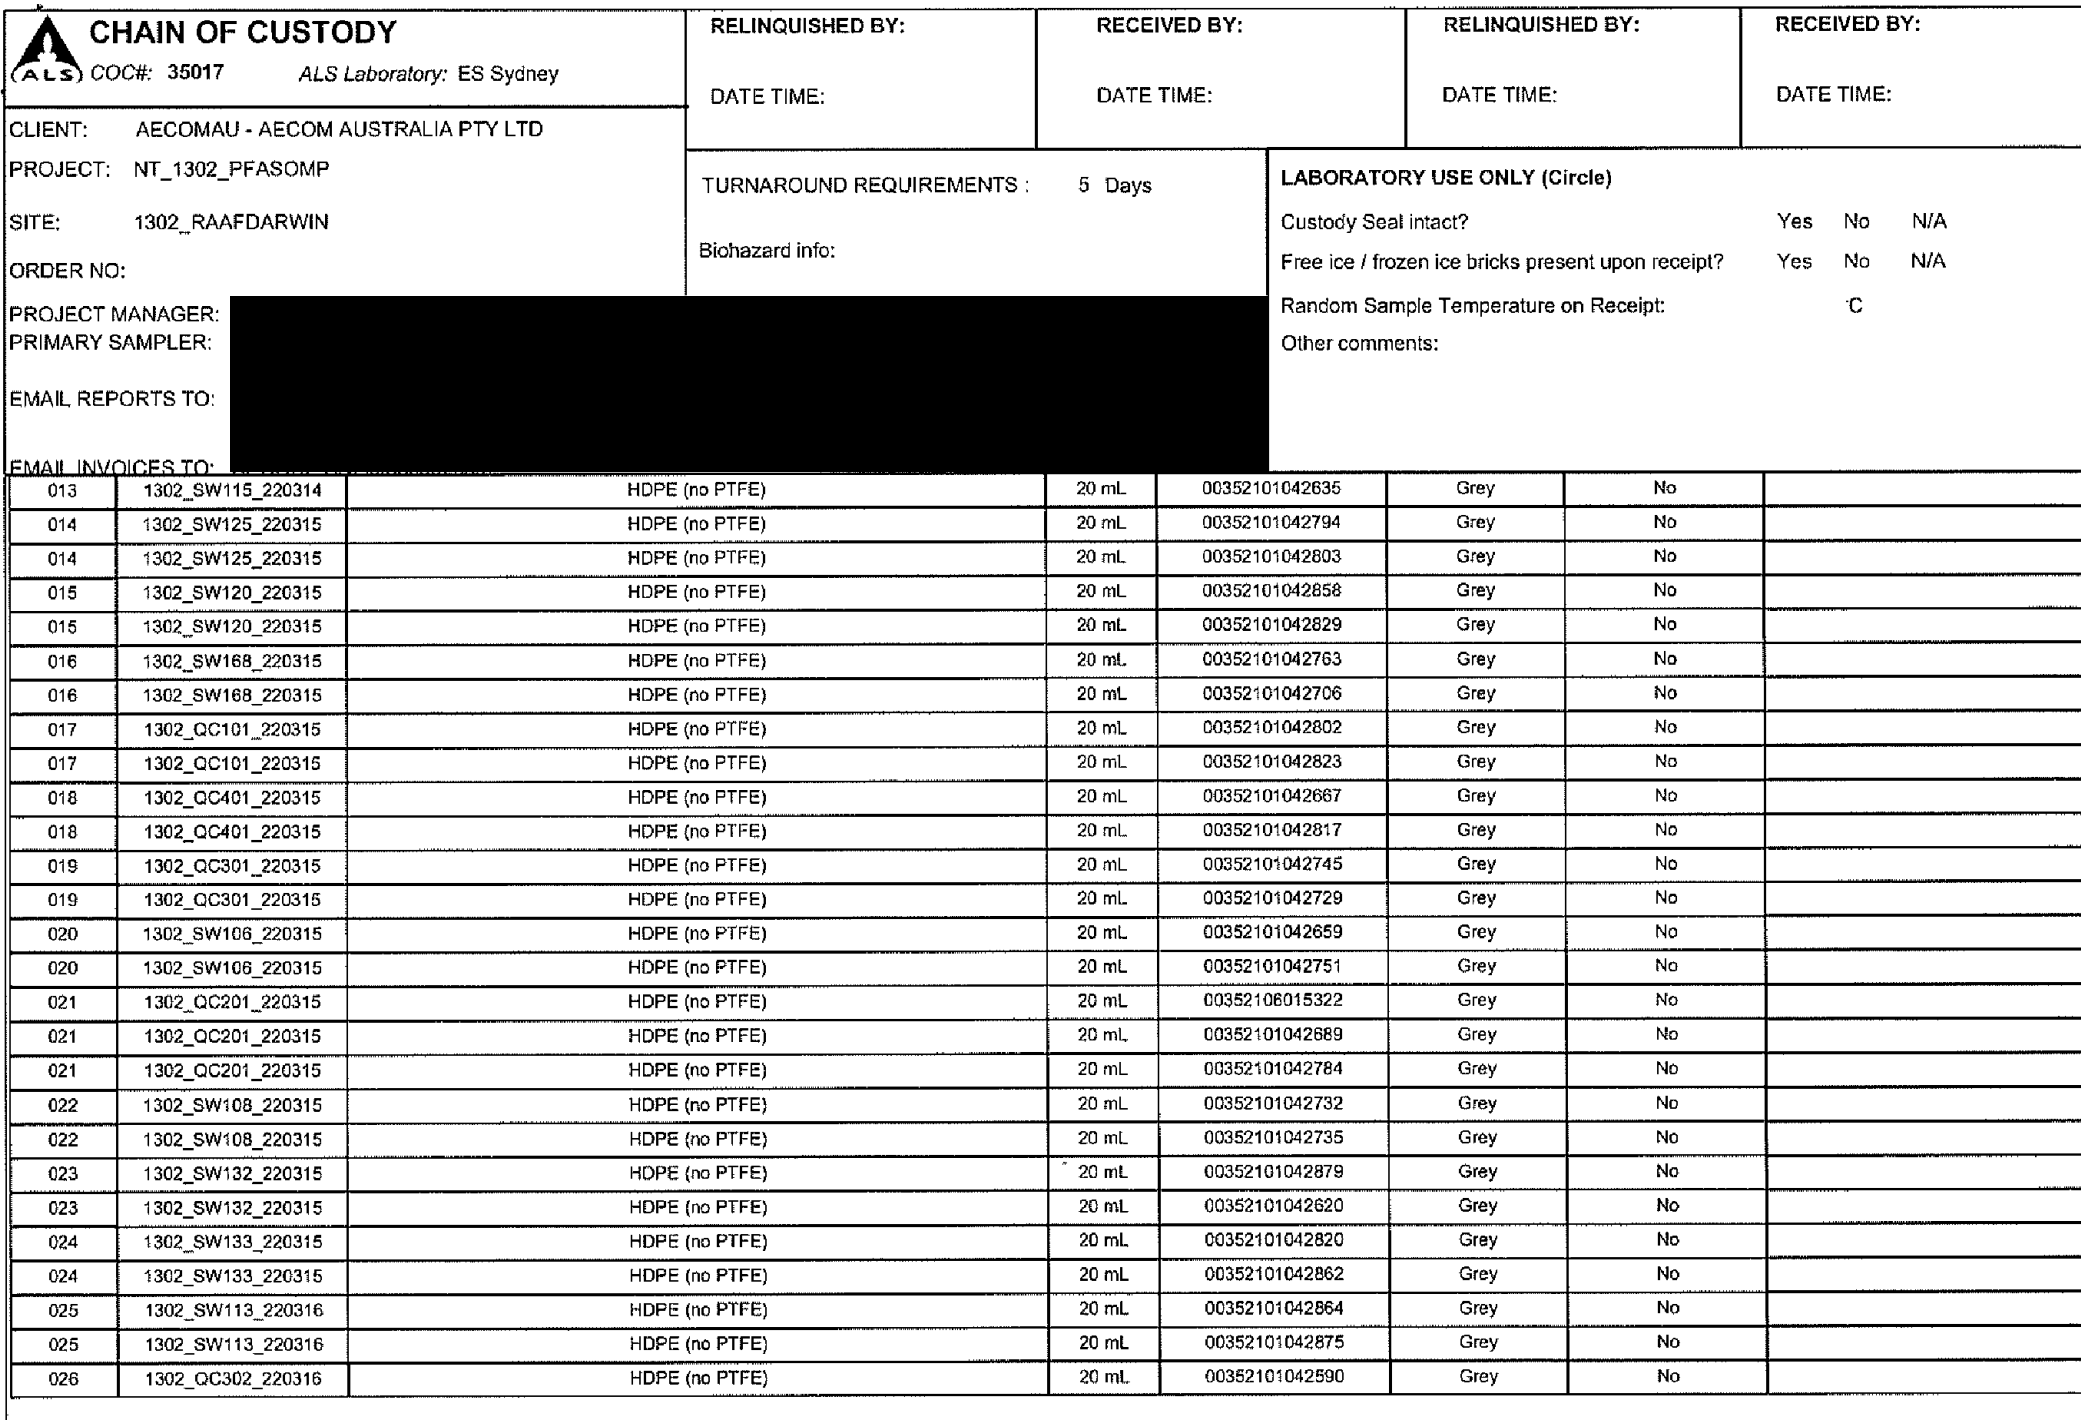 CHAIN OF CUSTODY
(ALS) COC#: 35017 ALS Laboratory: ES Sydney
RELINQUISHED BY: RECEIVED BY: RELINQUISHED BY: RECEIVED BY:
DATE TIME: DATE TIME: DATE TIME: DATE TIME:
CLIENT: AECOMAU - AECOM AUSTRALIA PTY LTD
PROJECT: NT_1302_PFASOMP
SITE: 1302_RAAFDARWIN
ORDER NO:
PROJECT MANAGER:
PRIMARY SAMPLER:
EMAIL REPORTS TO:
EMAIL INVOICES TO:
TURNAROUND REQUIREMENTS : 5 Days
Biohazard info:
LABORATORY USE ONLY (Circle)
Custody Seal intact? Yes No N/A
Free ice / frozen ice bricks present upon receipt? Yes No N/A
Random Sample Temperature on Receipt: C
Other comments:
013 1302_SW115_220314 HDPE (no PTFE) 20 mL 00352101042635 Grey No
014 1302_SW125_220315 HDPE (no PTFE) 20 mL 00352101042794 Grey No
014 1302_SW125_220315 HDPE (no PTFE) 20 mL 00352101042803 Grey No
015 1302_SW120_220315 HDPE (no PTFE) 20 mL 00352101042858 Grey No
015 1302_SW120_220315 HDPE (no PTFE) 20 mL 00352101042829 Grey No
016 1302_SW168_220315 HDPE (no PTFE) 20 mL 00352101042763 Grey No
016 1302_SW168_220315 HDPE (no PTFE) 20 mL 00352101042706 Grey No
017 1302_QC101_220315 HDPE (no PTFE) 20 mL 00352101042802 Grey No
017 1302_QC101_220315 HDPE (no PTFE) 20 mL 00352101042823 Grey No
018 1302_QC401_220315 HDPE (no PTFE) 20 mL 00352101042667 Grey No
018 1302_QC401_220315 HDPE (no PTFE) 20 mL 00352101042817 Grey No
019 1302_QC301_220315 HDPE (no PTFE) 20 mL 00352101042745 Grey No
019 1302_QC301_220315 HDPE (no PTFE) 20 mL 00352101042729 Grey No
020 1302_SW106_220315 HDPE (no PTFE) 20 mL 00352101042659 Grey No
020 1302_SW106_220315 HDPE (no PTFE) 20 mL 00352101042751 Grey No
021 1302_QC201_220315 HDPE (no PTFE) 20 mL 00352106015322 Grey No
021 1302_QC201_220315 HDPE (no PTFE) 20 mL 00352101042689 Grey No
021 1302_QC201_220315 HDPE (no PTFE) 20 mL 00352101042784 Grey No
022 1302_SW108_220315 HDPE (no PTFE) 20 mL 00352101042732 Grey No
022 1302_SW108_220315 HDPE (no PTFE) 20 mL 00352101042735 Grey No
023 1302_SW132_220315 HDPE (no PTFE) 20 mL 00352101042879 Grey No
023 1302_SW132_220315 HDPE (no PTFE) 20 mL 00352101042620 Grey No
024 1302_SW133_220315 HDPE (no PTFE) 20 mL 00352101042820 Grey No
024 1302_SW133_220315 HDPE (no PTFE) 20 mL 00352101042862 Grey No
025 1302_SW113_220316 HDPE (no PTFE) 20 mL 00352101042864 Grey No
025 1302_SW113_220316 HDPE (no PTFE) 20 mL 00352101042875 Grey No
026 1302_QC302_220316 HDPE (no PTFE) 20 mL 00352101042590 Grey No